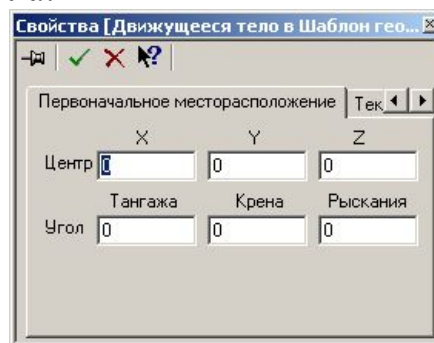 Свойства [Движущееся тело в Шаблон гео...
Первоначальное месторасположение Тек
X Y Z
Центр 0 0 0
Тангажа Крена Рыскания
Угол 0 0 0